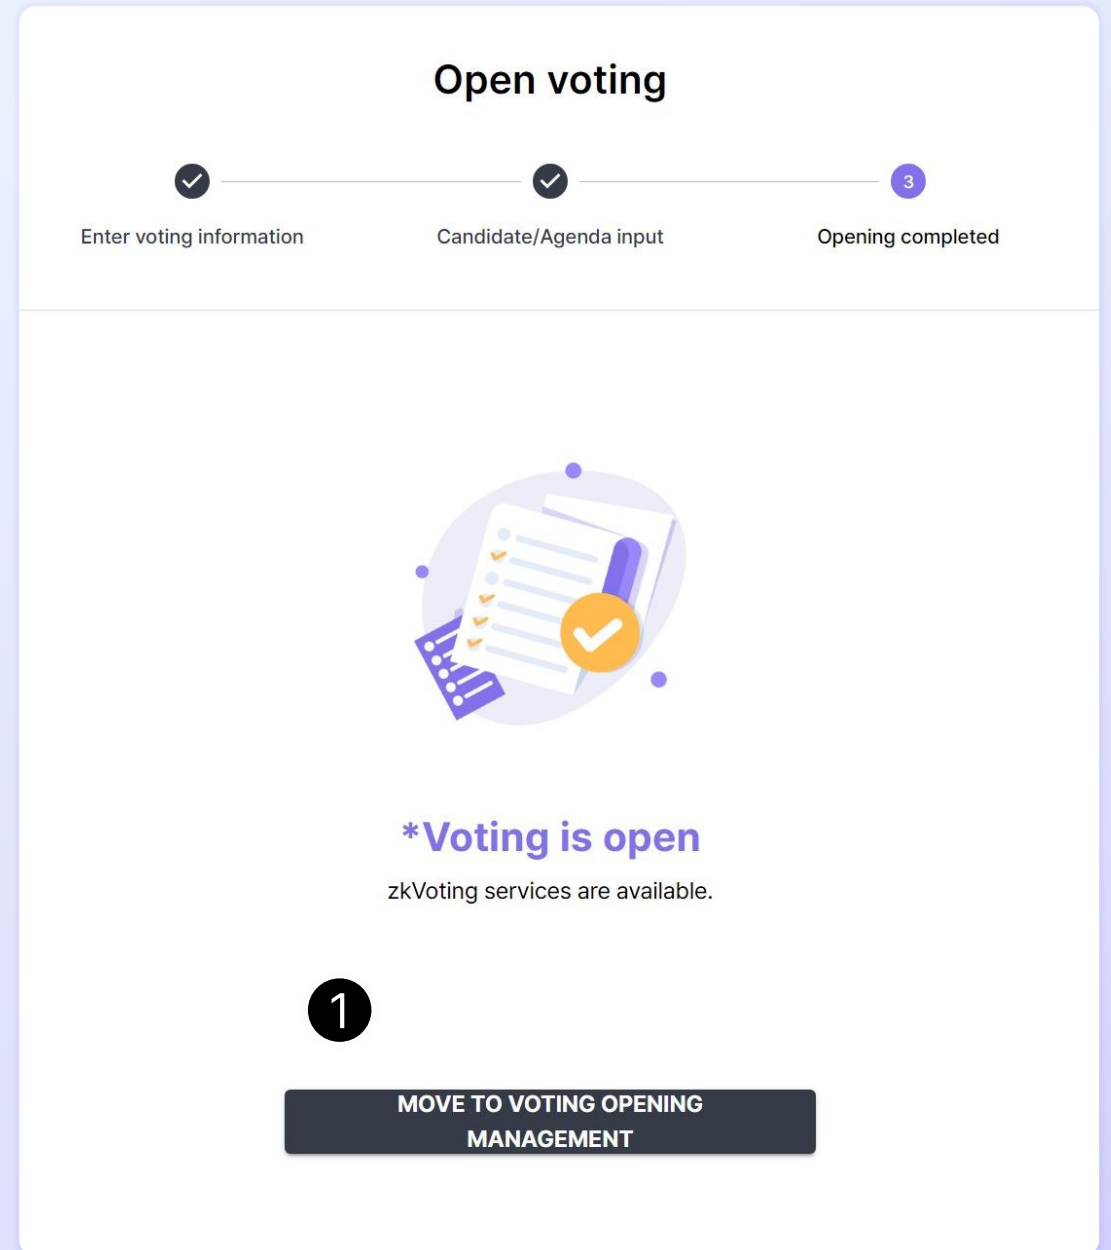 Open voting
3
Enter voting information
Candidate/Agenda input
Opening completed
*Voting is open
zkVoting services are available.
1
MOVE TO VOTING OPENING
MANAGEMENT